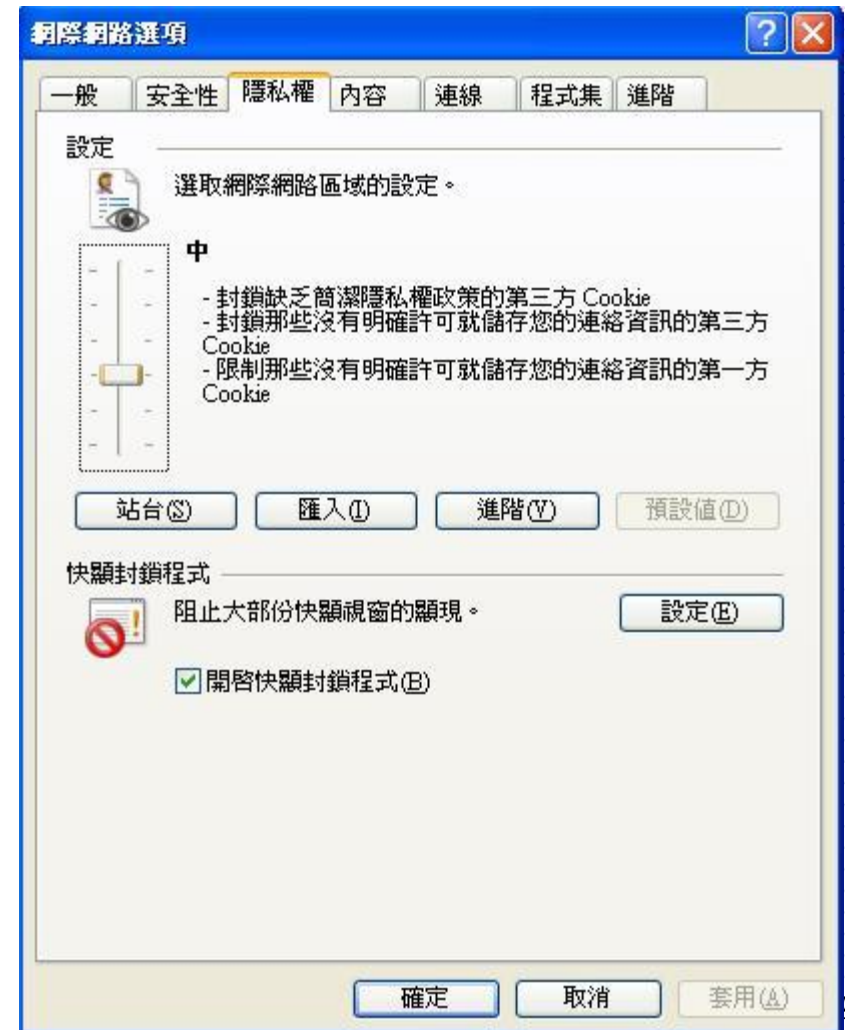 網際網路選項
一般 安全性 隱私權 內容 連線 程式集 進階
設定
選取網際網路區域的設定。
中
- 封鎖缺乏簡潔隱私權政策的第三方 Cookie
- 封鎖那些沒有明確許可就儲存您的連絡資訊的第三方
Cookie
- 限制那些沒有明確許可就儲存您的連絡資訊的第一方
Cookie
站台(S) 匯入(I) 進階(V) 預設值(D)
快顯封鎖程式
阻止大部份快顯視窗的顯現。 設定(E)
開啓快顯封鎖程式(B)
確定 取消 套用(A)